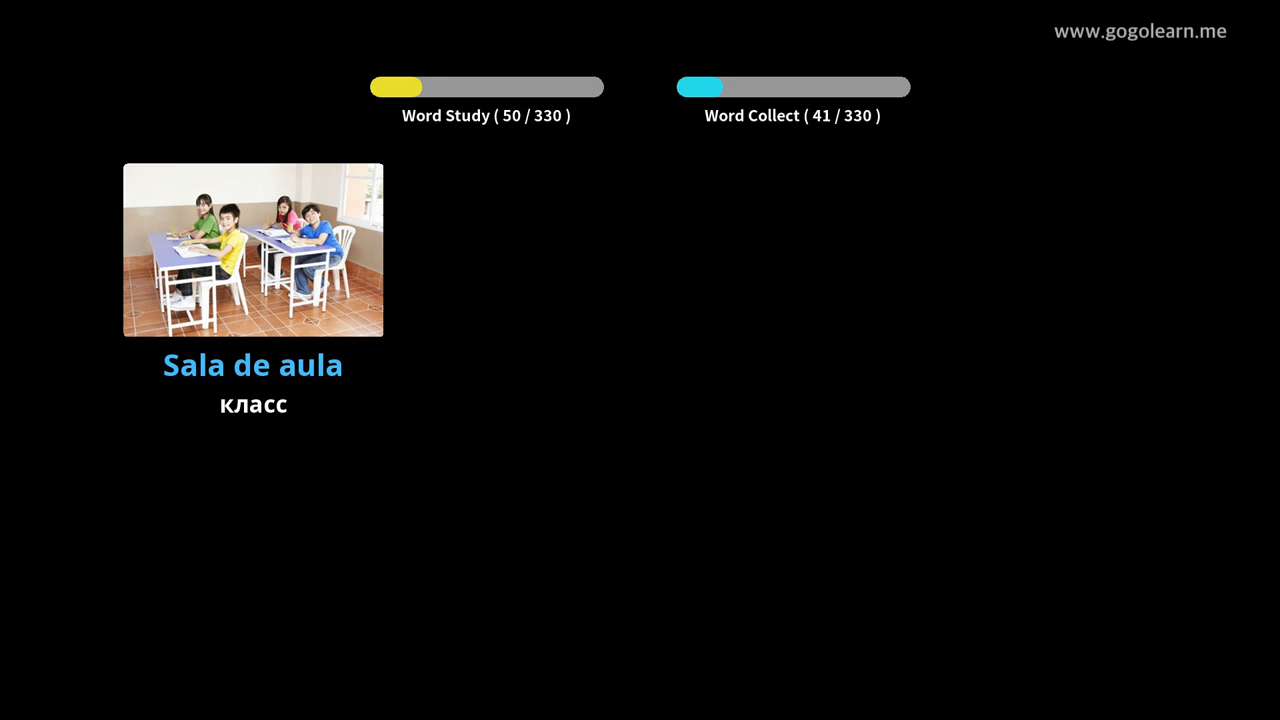 www.gogolearn.me
Word Study ( 50 / 330 )
Word Collect ( 41 / 330 )
Sala de aula
класс